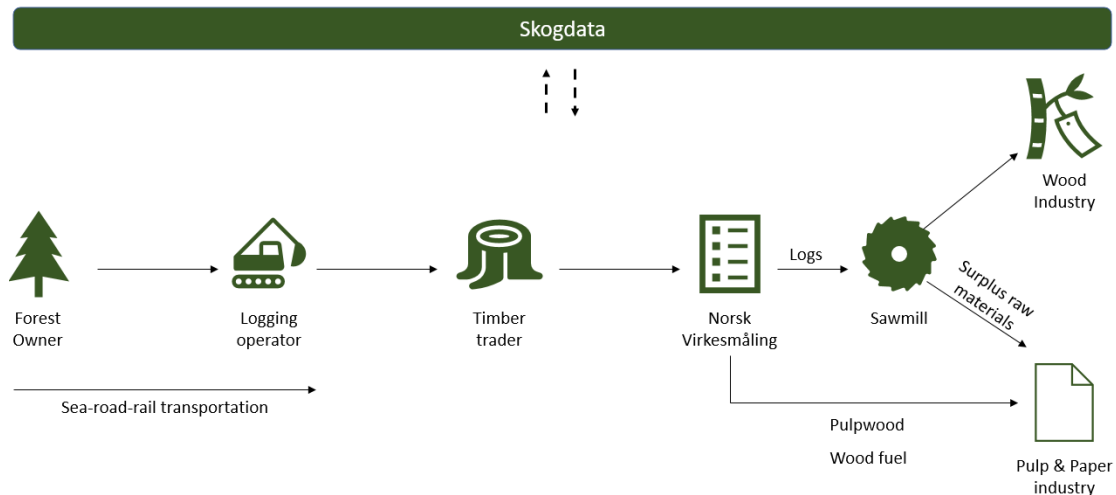 Skogdata
Wood
Industry
Logs
Surplus raw
materials
Forest
Owner
Logging
operator
Timber
trader
Norsk
Virkesmåling
Sawmill
Sea-road-rail transportation
Pulpwood
Wood fuel
Pulp & Paper
industry